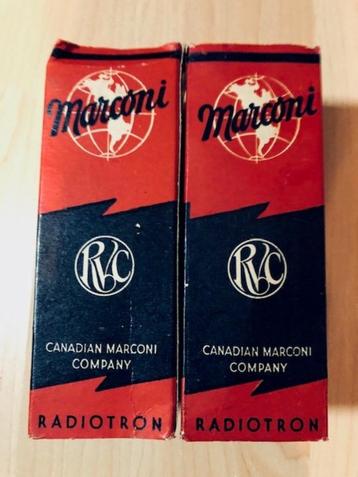 Marconi
RVC
CANADIAN MARCONI
COMPANY
RADIOTRON
Marconi
RVC
CANADIAN MARCONI
COMPANY
RADIOTRON